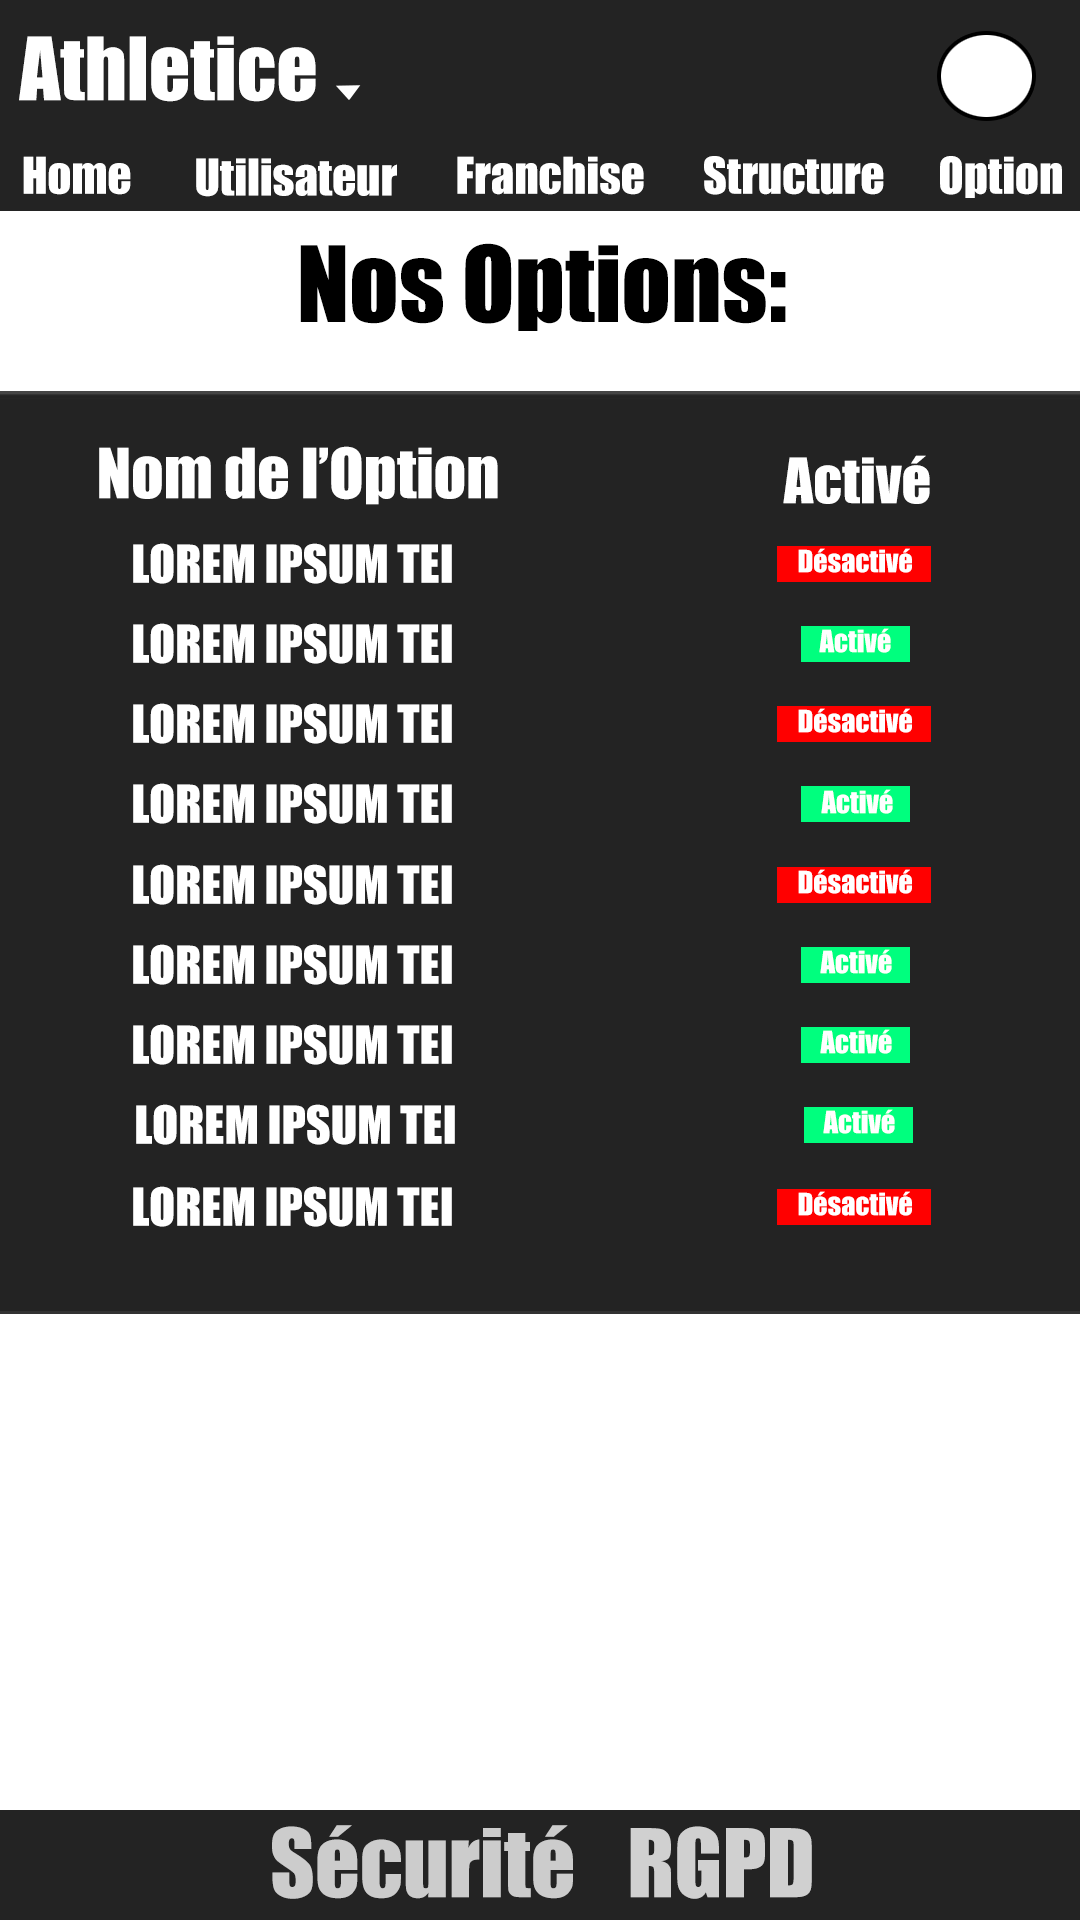 Athletice
Home Utilisateur Franchise Structure Option
Nos Options:
Nom de l’Option Activé
LOREM IPSUM TEI Désactivé
LOREM IPSUM TEI Activé
LOREM IPSUM TEI Désactivé
LOREM IPSUM TEI Activé
LOREM IPSUM TEI Désactivé
LOREM IPSUM TEI Activé
LOREM IPSUM TEI Activé
LOREM IPSUM TEI Activé
LOREM IPSUM TEI Désactivé
Sécurité RGPD